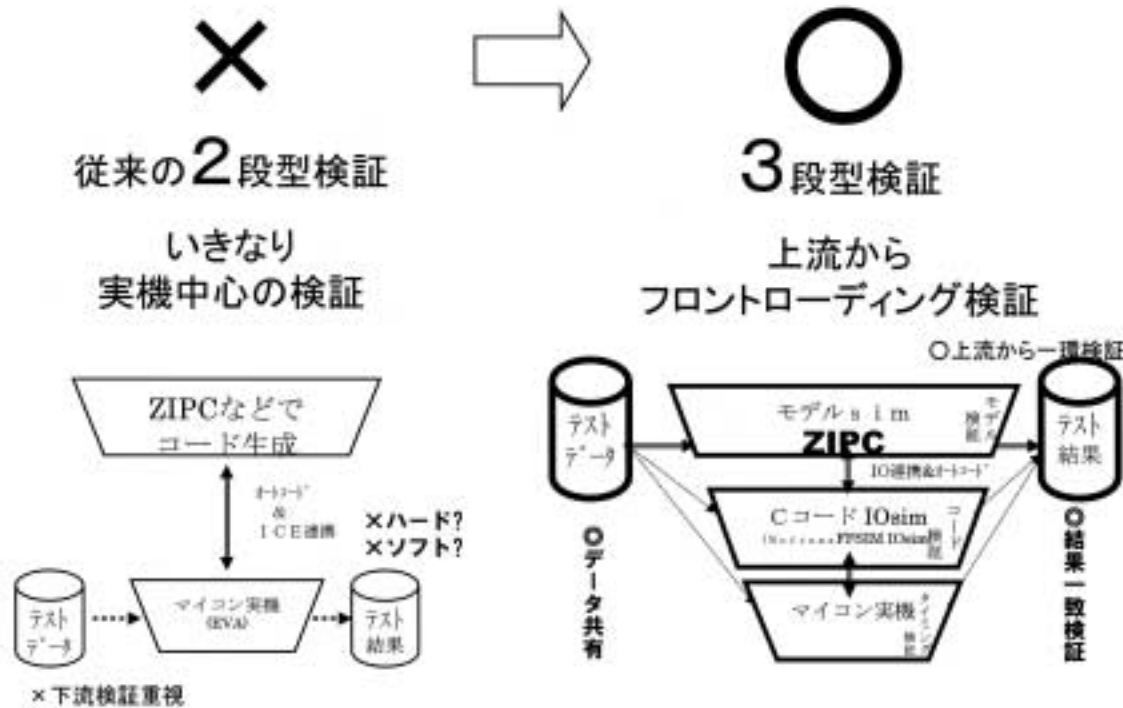 ×
○
従来の2段型検証
いきなり
実機中心の検証
ZIPCなどで
コード生成
オートコード
&
ICE連携
×ハード?
×ソフト?
テスト
データ
マイコン実機
(EVA)
テスト
結果
×下流検証重視
3段型検証
上流から
フロントローディング検証
○上流から一環検証
テスト
データ
モデルsim
ZIPC
モデル
検証
テスト
結果
IO連携&オートコード
CコードIOsim
コード
検証
マイコン実機
タイミング
検証
◎データ共有
◎結果一致検証